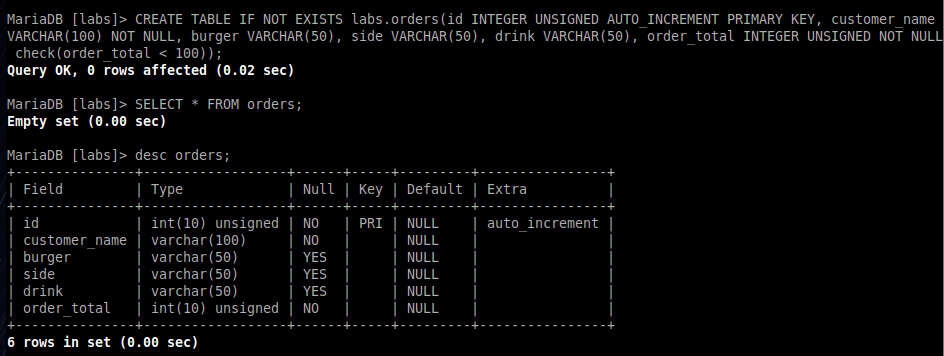 MariaDB [labs]> CREATE TABLE IF NOT EXISTS labs.orders(id INTEGER UNSIGNED AUTO_INCREMENT PRIMARY KEY, customer_name
VARCHAR(100) NOT NULL, burger VARCHAR(50), side VARCHAR(50), drink VARCHAR(50), order_total INTEGER UNSIGNED NOT NULL
 check(order_total < 100));
Query OK, 0 rows affected (0.02 sec)

MariaDB [labs]> SELECT * FROM orders;
Empty set (0.00 sec)

MariaDB [labs]> desc orders;
+---------------+------------------+------+-----+---------+----------------+
| Field         | Type             | Null | Key | Default | Extra          |
+---------------+------------------+------+-----+---------+----------------+
| id            | int(10) unsigned | NO   | PRI | NULL    | auto_increment |
| customer_name | varchar(100)     | NO   |     | NULL    |                |
| burger        | varchar(50)      | YES  |     | NULL    |                |
| side          | varchar(50)      | YES  |     | NULL    |                |
| drink         | varchar(50)      | YES  |     | NULL    |                |
| order_total   | int(10) unsigned | NO   |     | NULL    |                |
+---------------+------------------+------+-----+---------+----------------+
6 rows in set (0.00 sec)